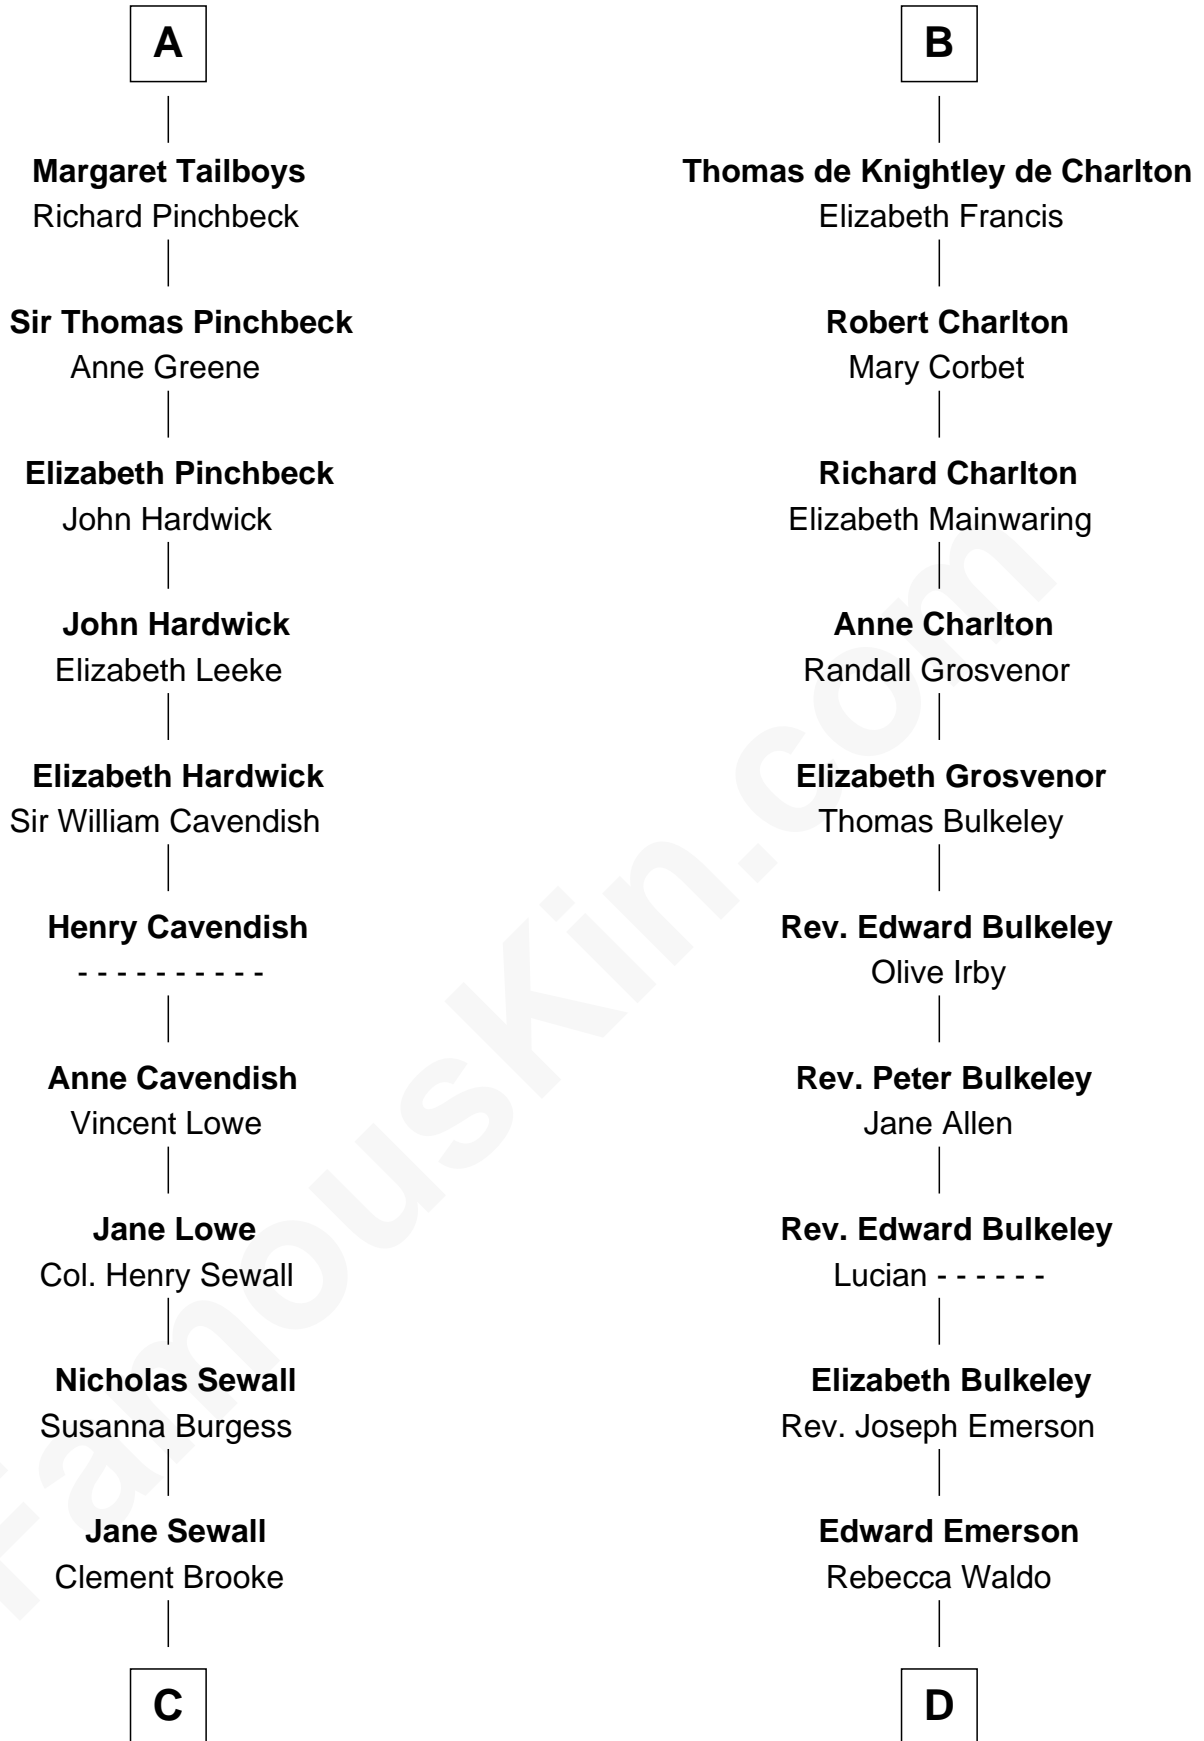 A
Margaret Tailboys
Richard Pinchbeck
Sir Thomas Pinchbeck
Anne Greene
Elizabeth Pinchbeck
John Hardwick
John Hardwick
Elizabeth Leeke
Elizabeth Hardwick
Sir William Cavendish
Henry Cavendish
- - - - - - - - - -
Anne Cavendish
Vincent Lowe
Jane Lowe
Col. Henry Sewall
Nicholas Sewall
Susanna Burgess
Jane Sewall
Clement Brooke
C
B
Thomas de Knightley de Charlton
Elizabeth Francis
Robert Charlton
Mary Corbet
Richard Charlton
Elizabeth Mainwaring
Anne Charlton
Randall Grosvenor
Elizabeth Grosvenor
Thomas Bulkeley
Rev. Edward Bulkeley
Olive Irby
Rev. Peter Bulkeley
Jane Allen
Rev. Edward Bulkeley
Lucian - - - - - -
Elizabeth Bulkeley
Rev. Joseph Emerson
Edward Emerson
Rebecca Waldo
D
FamousKin.com